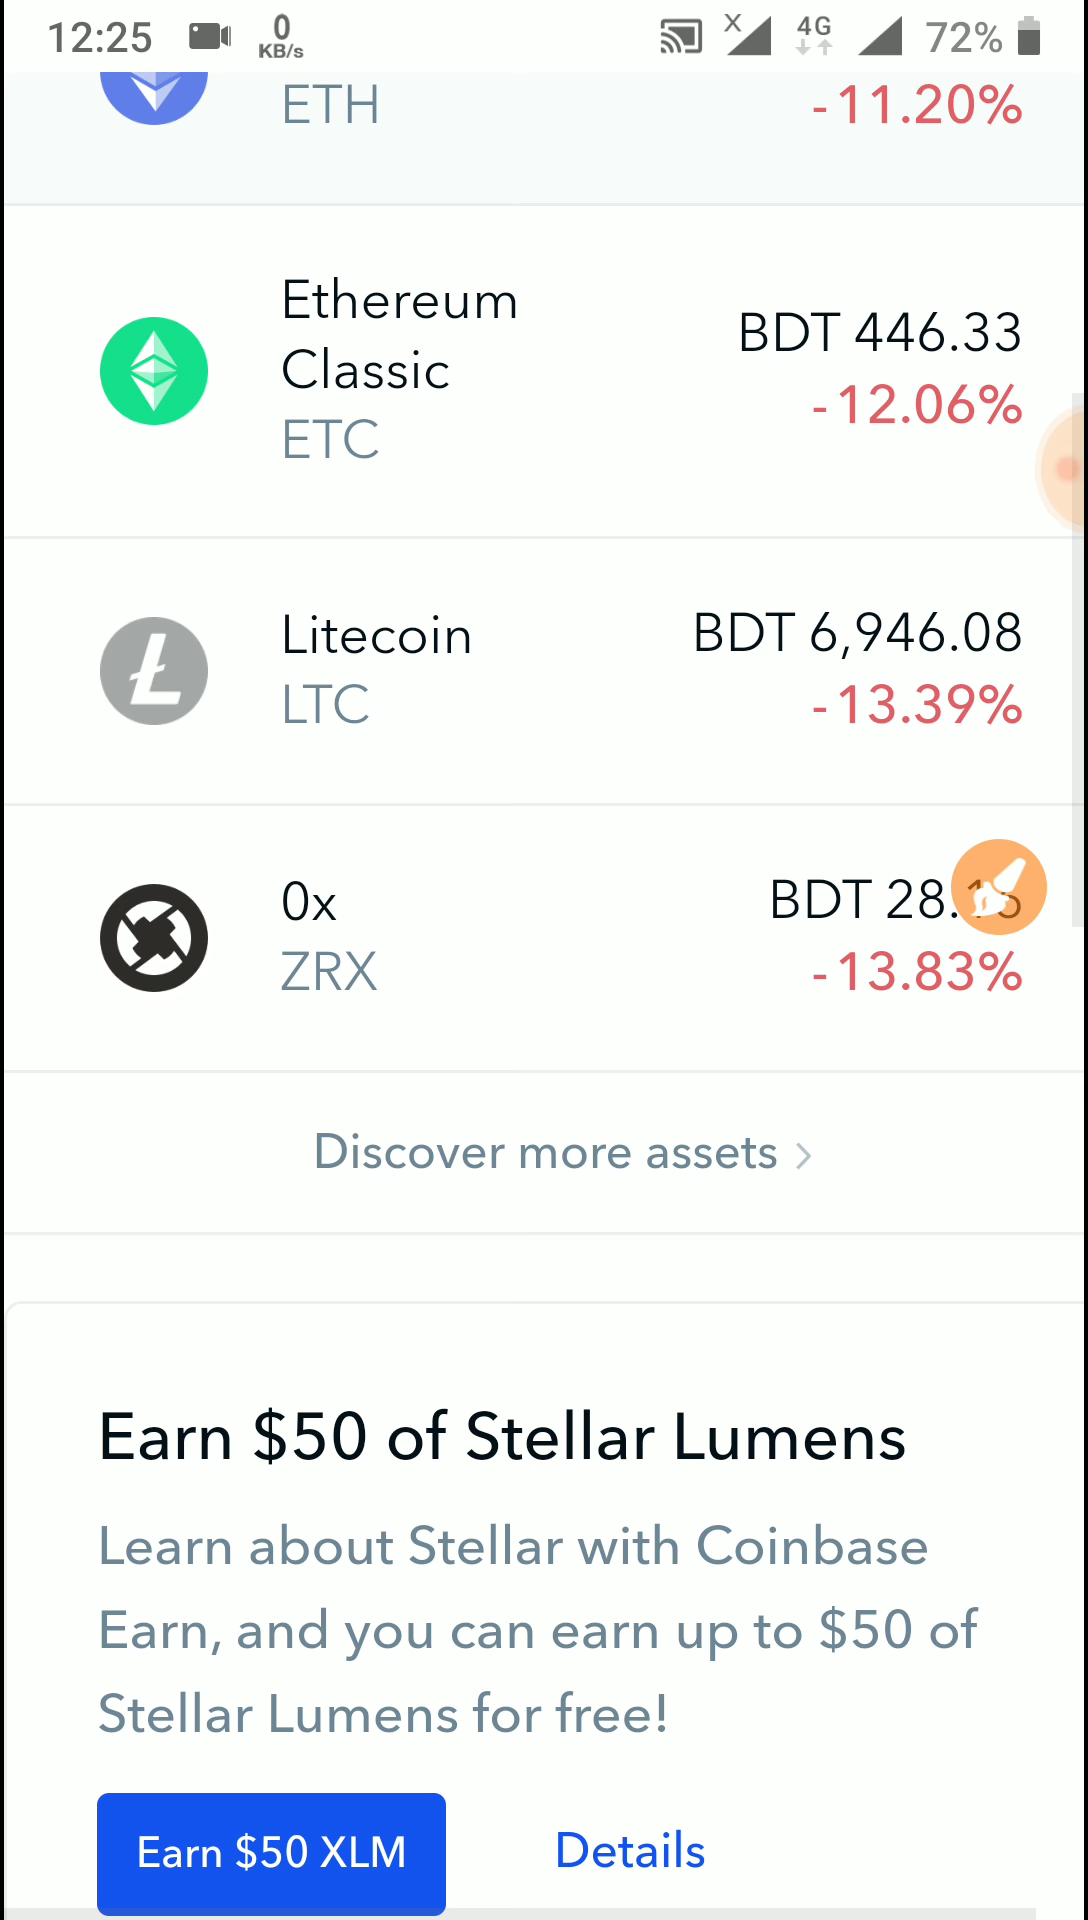 12:25 0 KB/s X 4G 72%
ETH -11.20%
Ethereum
Classic
ETC
BDT 446.33
-12.06%
Litecoin
LTC
BDT 6,946.08
-13.39%
0x
ZRX
BDT
-13.83%
Discover more assets >
Earn $50 of Stellar Lumens
Learn about Stellar with Coinbase
Earn, and you can earn up to $50 of
Stellar Lumens for free!
Earn $50 XLM Details